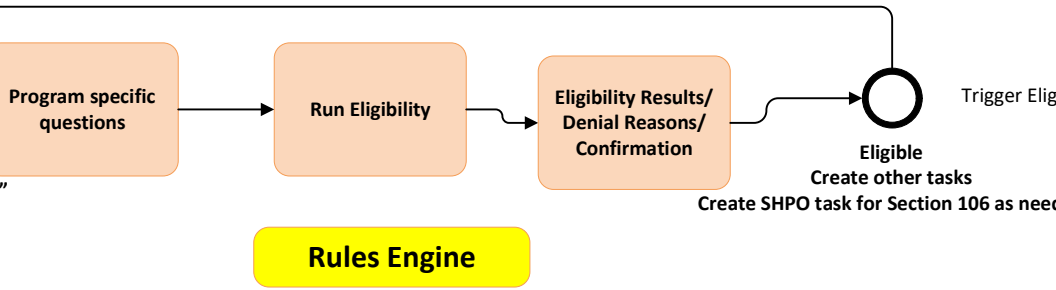 Program specific
questions
Run Eligibility
Eligibility Results/
Denial Reasons/
Confirmation
Trigger Elig
Eligible
Create other tasks
Create SHPO task for Section 106 as need
”
Rules Engine